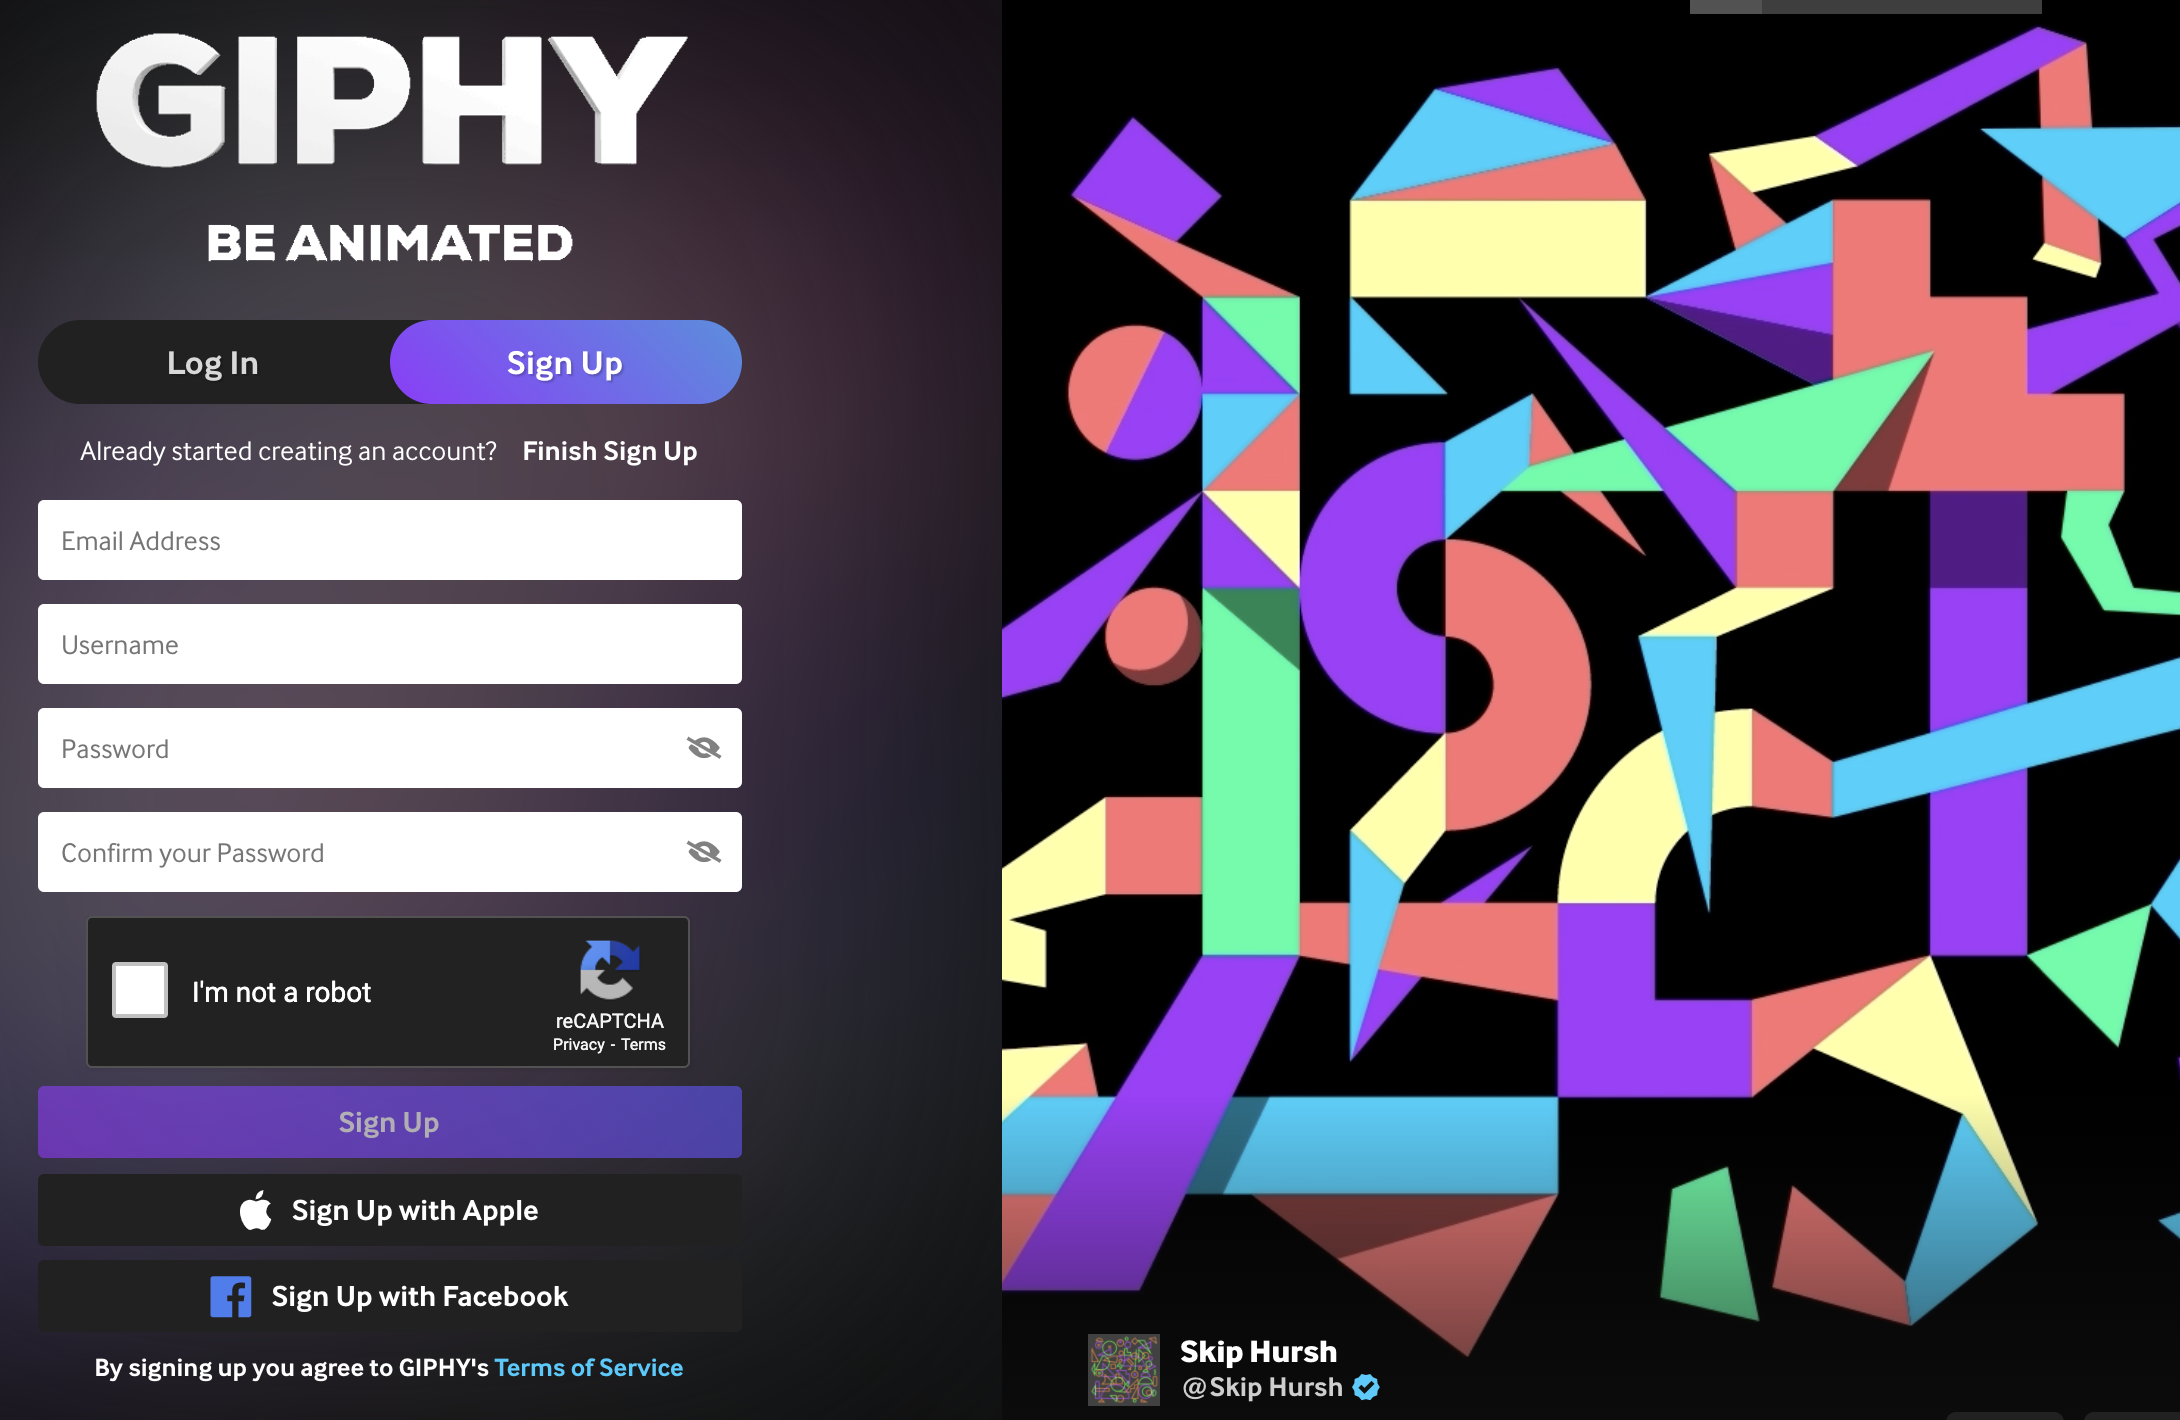 GIPHY
BE ANIMATED
Log In
Sign Up
Already started creating an account? Finish Sign Up
Email Address
Username
Password
Confirm your Password
I'm not a robot
reCAPTCHA
Privacy - Terms
Sign Up
Sign Up with Apple
Sign Up with Facebook
By signing up you agree to GIPHY's Terms of Service
Skip Hursh
@Skip Hursh